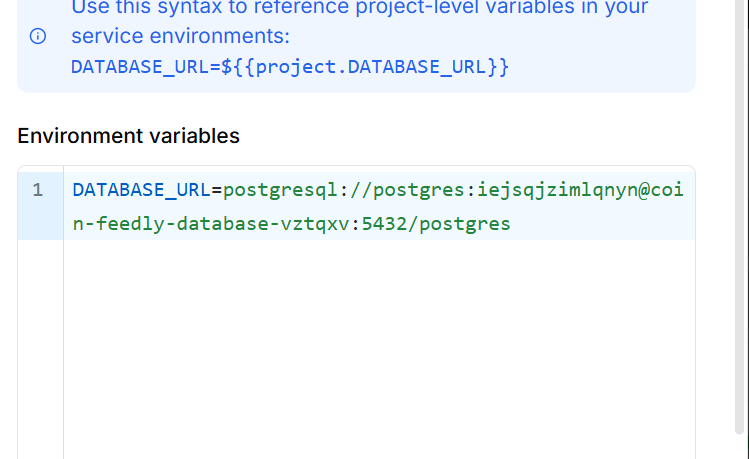 Use this syntax to reference project-level variables in your
service environments:
DATABASE_URL=${{project.DATABASE_URL}}
Environment variables
1 DATABASE_URL=postgresql://postgres:iejsqjzimlqnyn@coi
n-feedly-database-vztqxv:5432/postgres